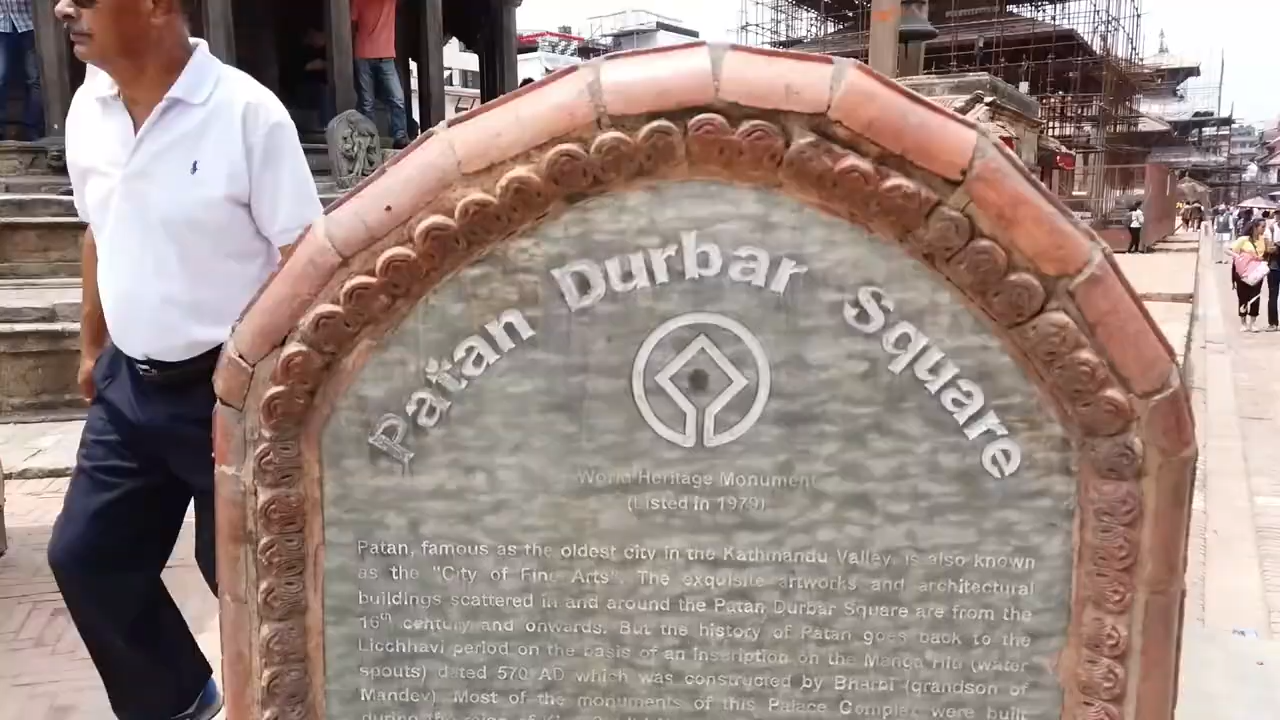 Patan Durbar Square
World Heritage Monument
(Listed in 1979)
Patan, famous as the oldest city in the Kathmandu Valley, is also known
as the "City of Fine Arts". The exquisite artworks and architectural
buildings scattered in and around the Patan Durbar Square are from the
16th century and onwards. But the history of Patan goes back to the
Licchhavi period on the basis of an inscription on the Manga Hiti (water
spouts) dated 570 AD which was constructed by Bharbi (grandson of
Mandev). Most of the monuments of this Palace Complex were built
during the reign of